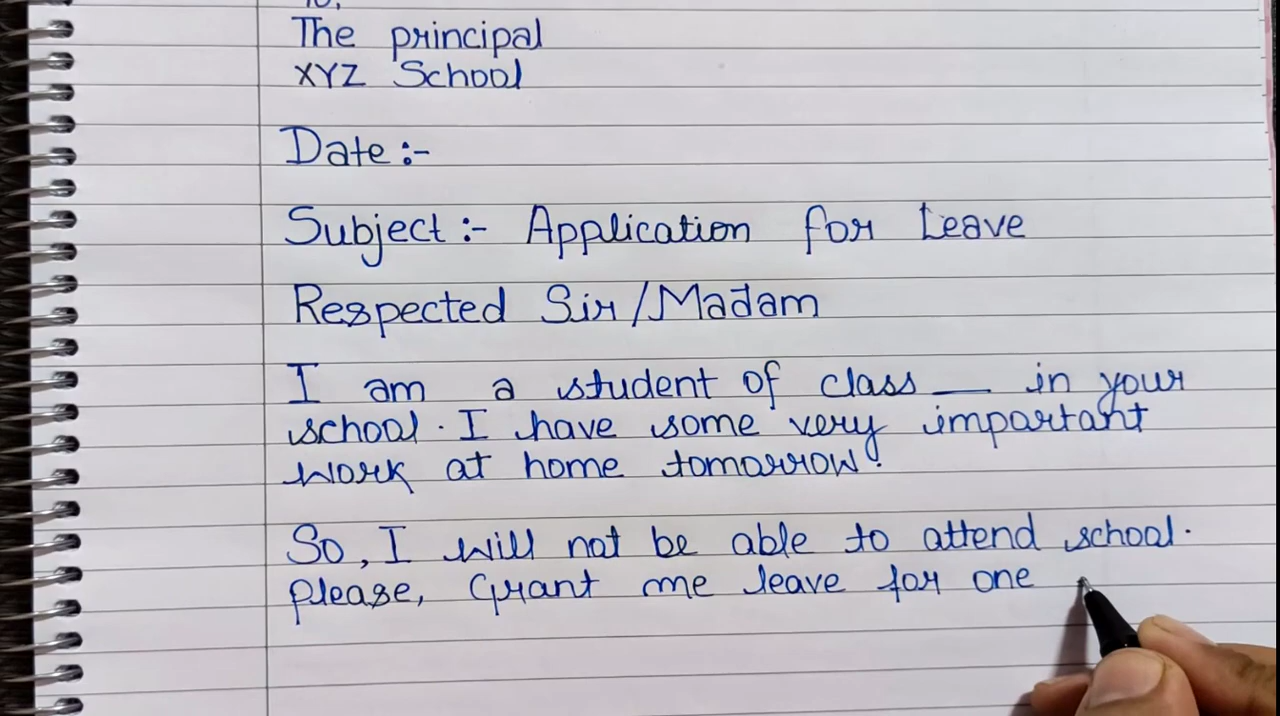 To,
The principal
XYZ School
Date :-
Subject :- Application for Leave
Respected Sir/Madam
I am a student of class __ in your
school. I have some very important
work at home tomorrow.
So, I will not be able to attend school.
please, Grant me leave for one